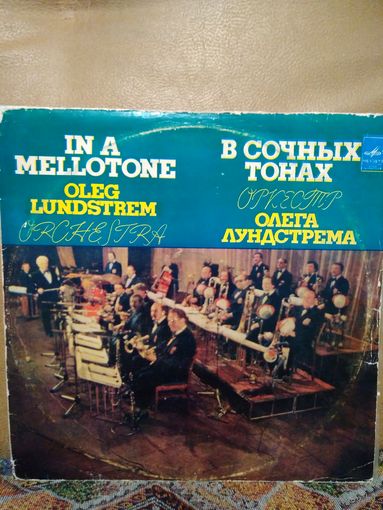 IN A
MELLOTONE
OLEG
LUNDSTREM
ORCHESTRA
В СОЧНЫХ
ТОНАХ
ОРКЕСТР
ОЛЕГА
ЛУНДСТРЕМА